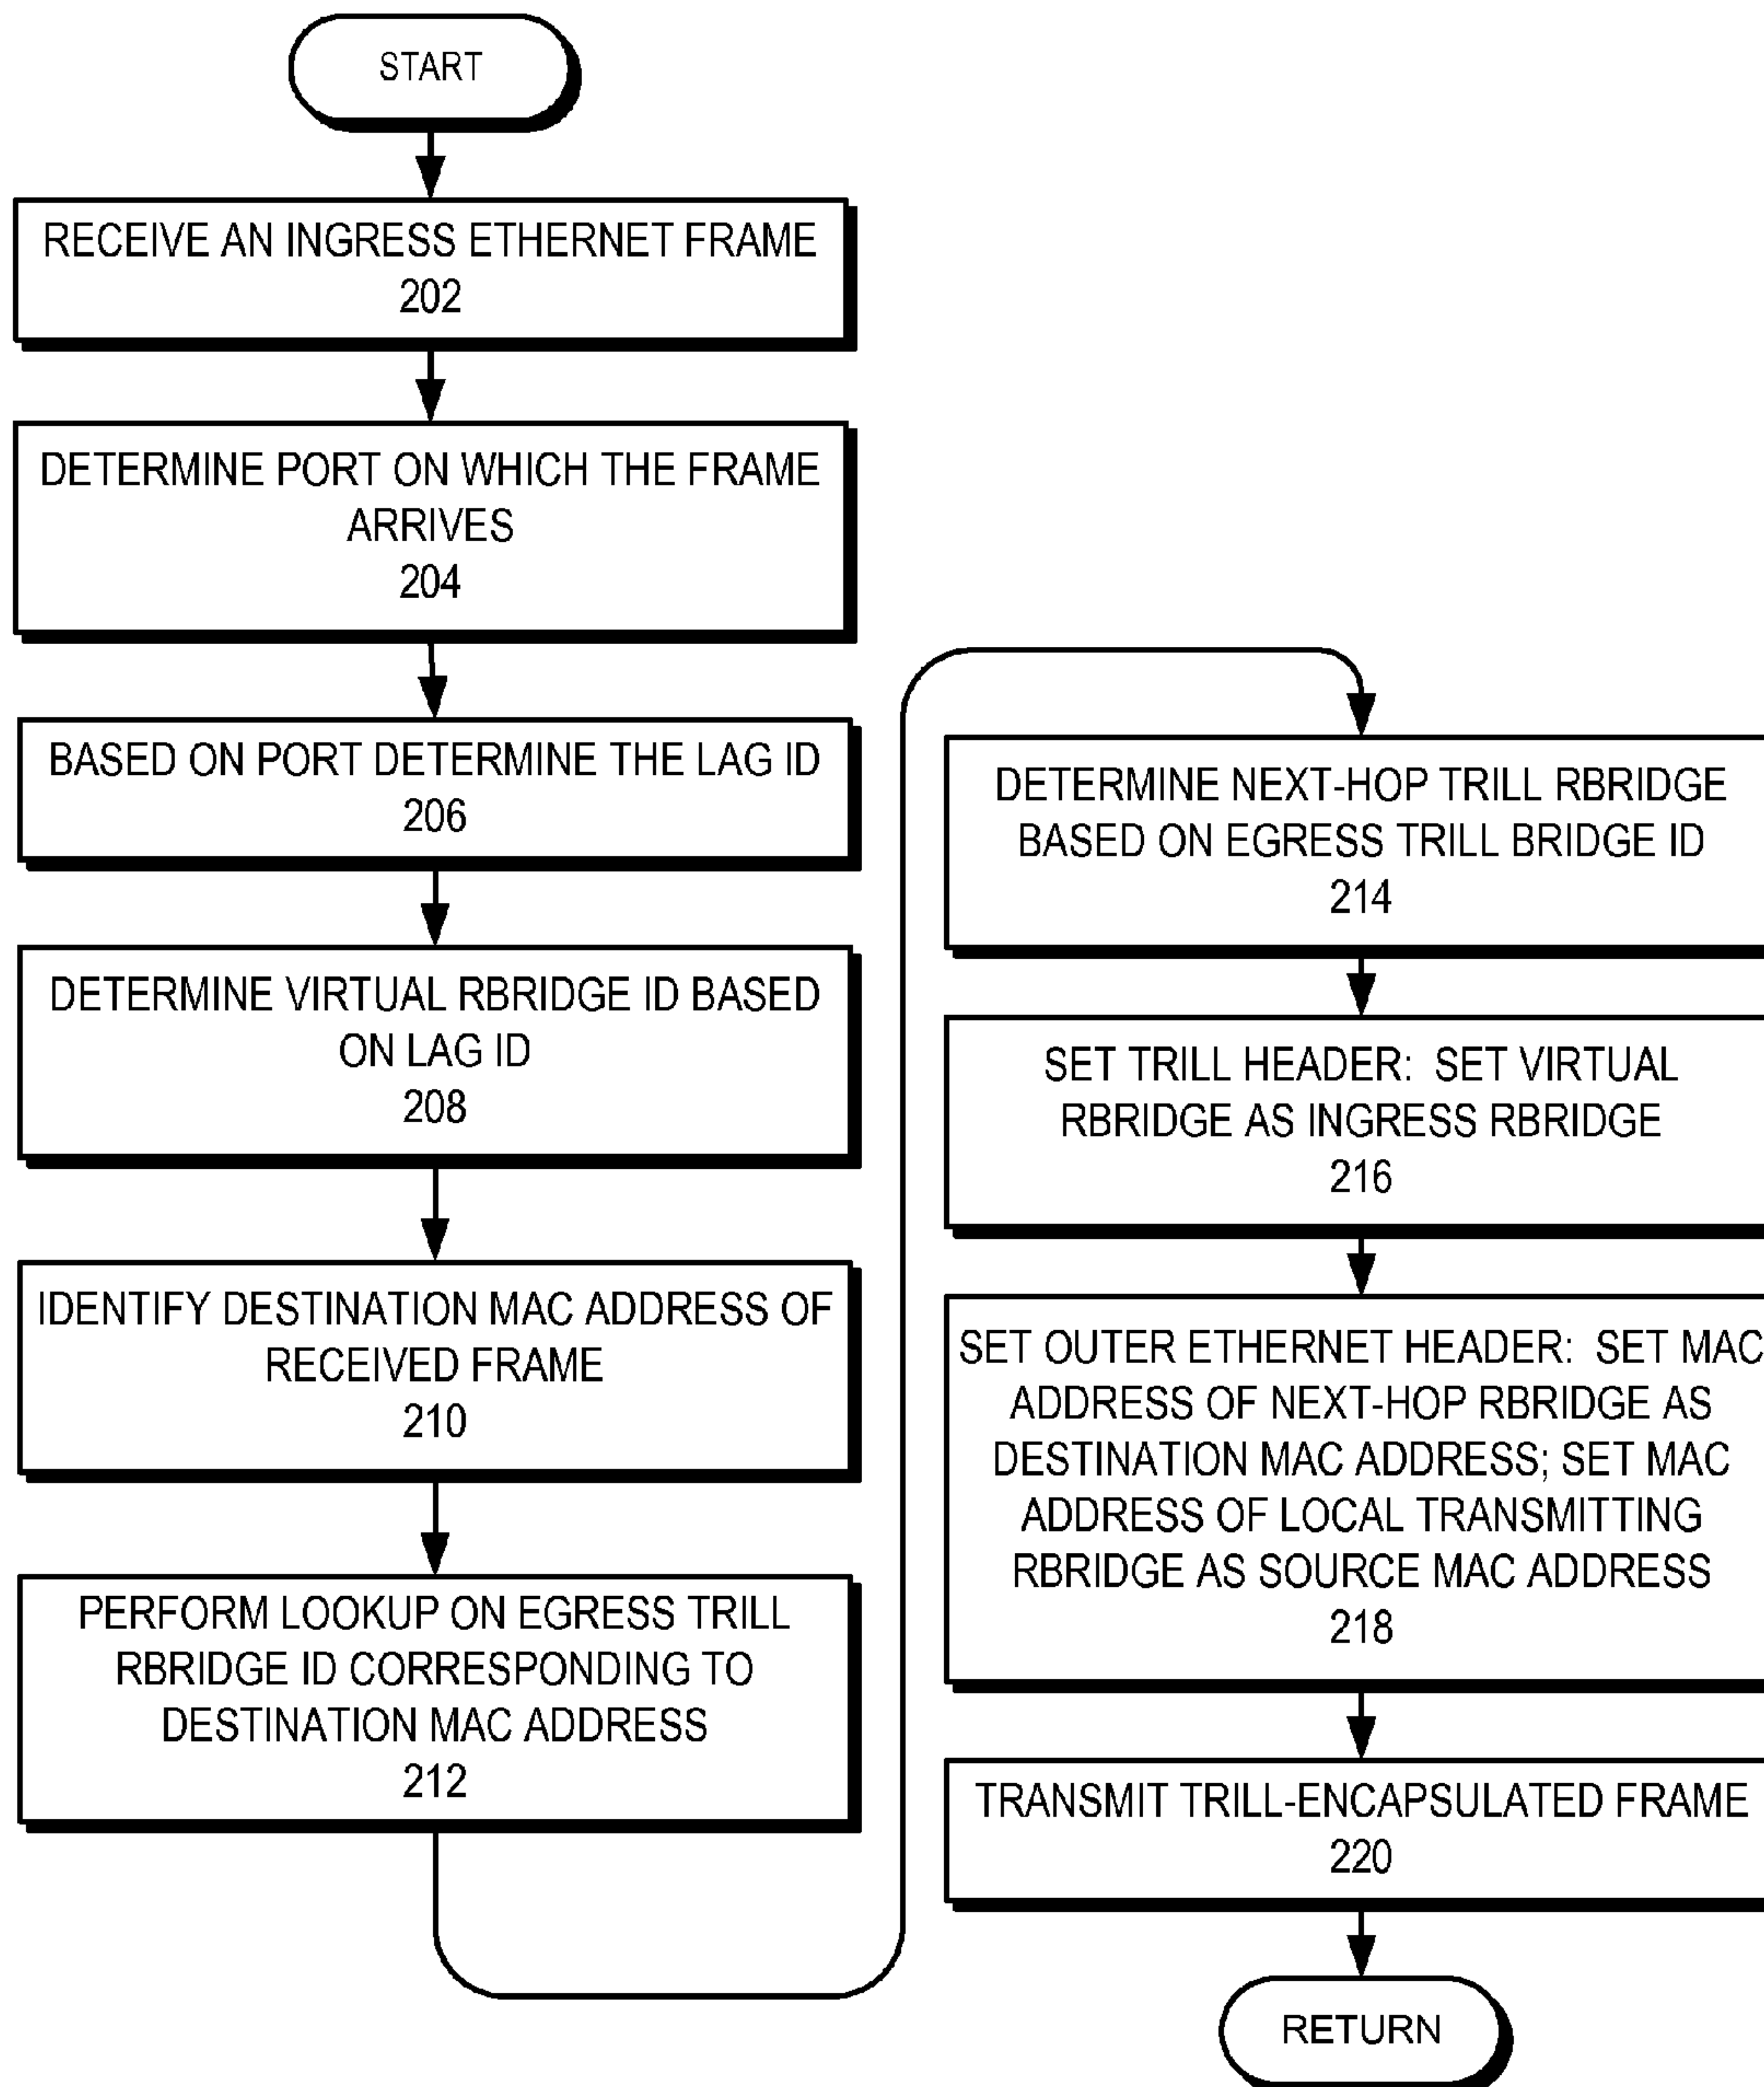 START
RECEIVE AN INGRESS ETHERNET FRAME
202
DETERMINE PORT ON WHICH THE FRAME
ARRIVES
204
BASED ON PORT DETERMINE THE LAG ID
206
DETERMINE VIRTUAL RBRIDGE ID BASED
ON LAG ID
208
IDENTIFY DESTINATION MAC ADDRESS OF
RECEIVED FRAME
210
PERFORM LOOKUP ON EGRESS TRILL
RBRIDGE ID CORRESPONDING TO
DESTINATION MAC ADDRESS
212
DETERMINE NEXT-HOP TRILL RBRIDGE
BASED ON EGRESS TRILL BRIDGE ID
214
SET TRILL HEADER: SET VIRTUAL
RBRIDGE AS INGRESS RBRIDGE
216
SET OUTER ETHERNET HEADER: SET MAC
ADDRESS OF NEXT-HOP RBRIDGE AS
DESTINATION MAC ADDRESS; SET MAC
ADDRESS OF LOCAL TRANSMITTING
RBRIDGE AS SOURCE MAC ADDRESS
218
TRANSMIT TRILL-ENCAPSULATED FRAME
220
RETURN